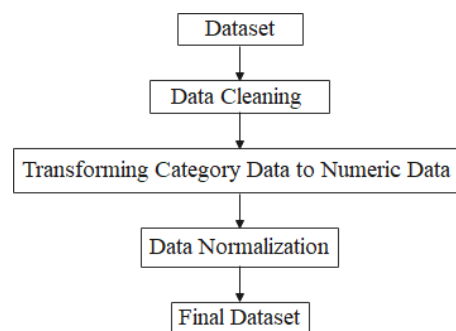 Dataset
Data Cleaning
Transforming Category Data to Numeric Data
Data Normalization
Final Dataset